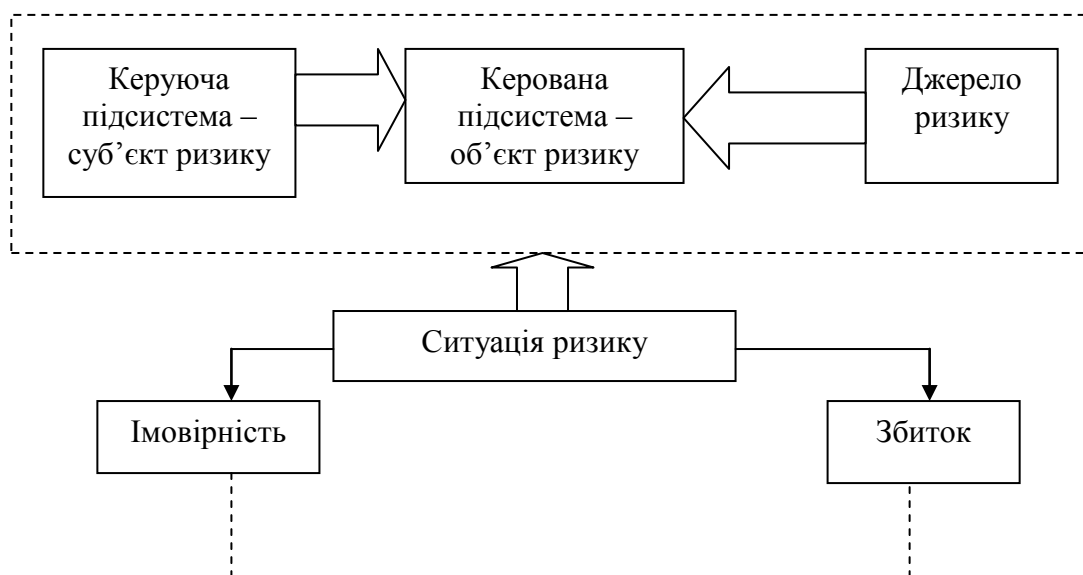 Керуюча
підсистема –
суб’єкт ризику
Керована
підсистема –
об’єкт ризику
Джерело
ризику
Ситуація ризику
Імовірність
Збиток